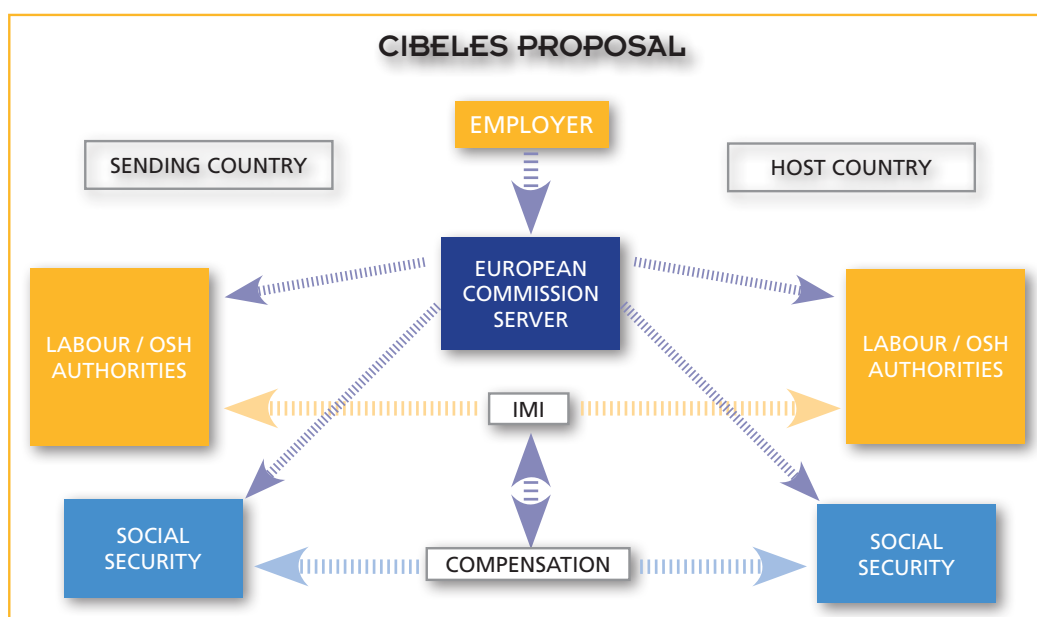 CIBELES PROPOSAL
EMPLOYER
SENDING COUNTRY
HOST COUNTRY
EUROPEAN
COMMISSION
SERVER
LABOUR / OSH
AUTHORITIES
LABOUR / OSH
AUTHORITIES
IMI
SOCIAL
SECURITY
COMPENSATION
SOCIAL
SECURITY